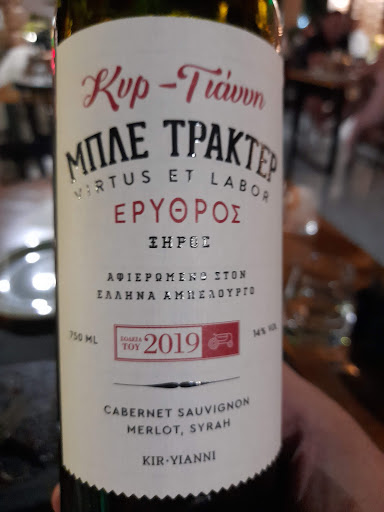 Κυρ-Γιάννη
ΜΠΛΕ ΤΡΑΚΤΕΡ
VIRTUS ET LABOR
ΕΡΥΘΡΟΣ
ΞΗΡΟΣ
ΑΦΙΕΡΩΜΕΝΟ ΣΤΟΝ
ΕΛΛΗΝΑ ΑΜΠΕΛΟΥΡΓΟ
750 ML
ΣΟΔΕΙΑ
ΤΟΥ
2019
14% VOL
CABERNET SAUVIGNON
MERLOT, SYRAH
KIR-YIANNI